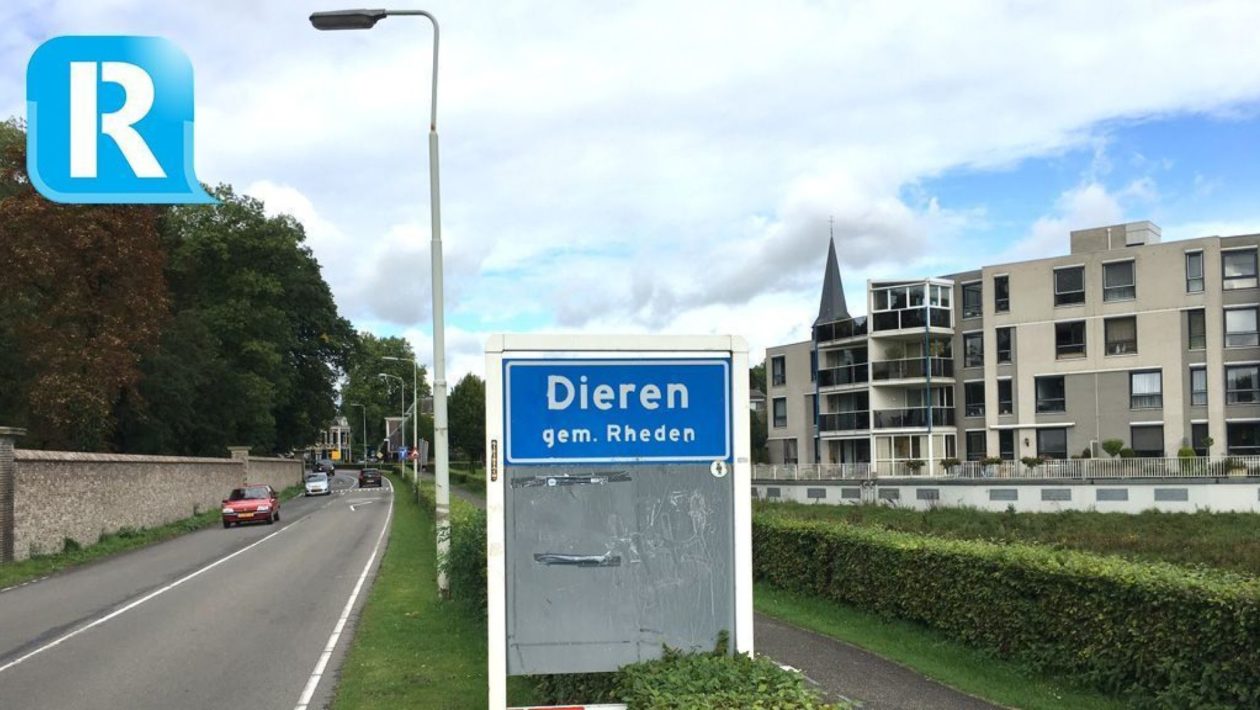 R
Dieren
gem. Rheden